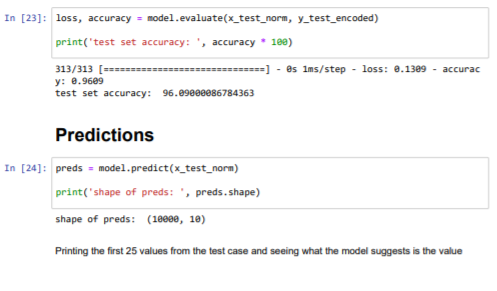 In [23]: loss, accuracy = model.evaluate(x_test_norm, y_test_encoded)
print('test set accuracy: ', accuracy * 100)
313/313 [==============================] - 0s 1ms/step - loss: 0.1309 - accurac
y: 0.9609
test set accuracy:  96.09000086784363
Predictions
In [24]: preds = model.predict(x_test_norm)
print('shape of preds: ', preds.shape)
shape of preds:  (10000, 10)
Printing the first 25 values from the test case and seeing what the model suggests is the value